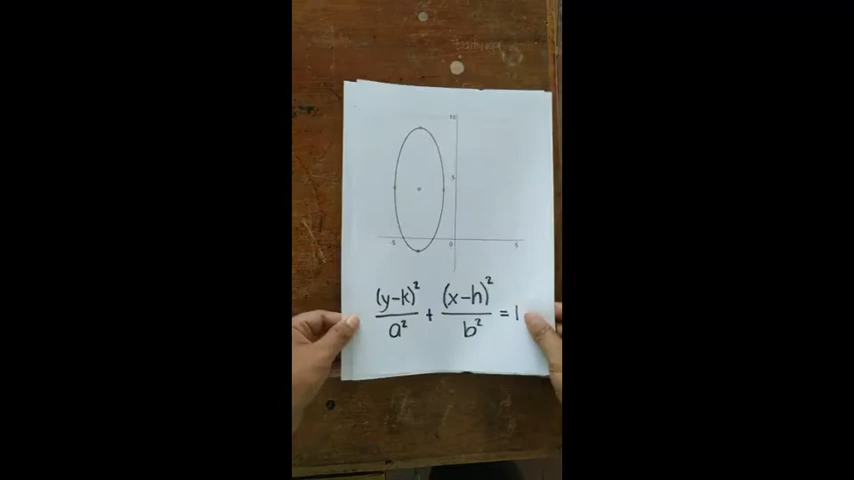 10
5
-5 0 5
(y-k)² + (x-h)² = 1
a² b²